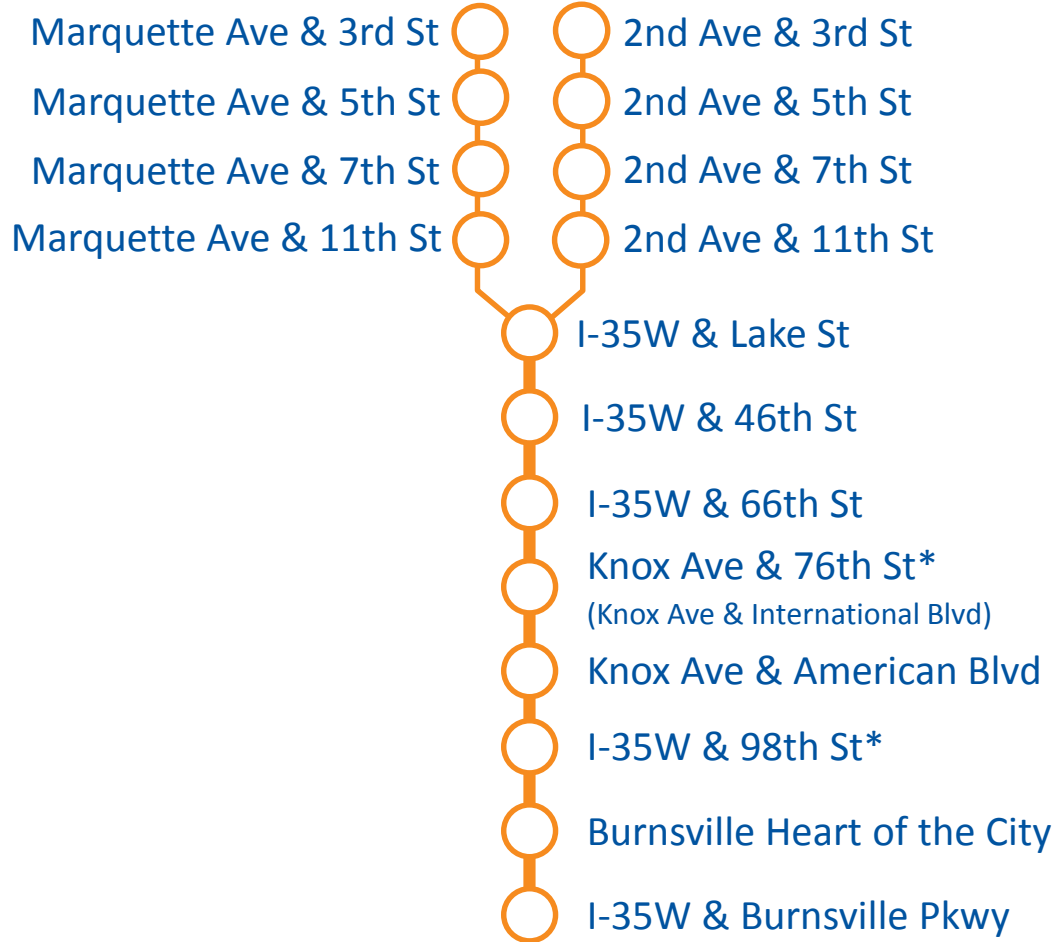 Marquette Ave & 3rd St
2nd Ave & 3rd St
Marquette Ave & 5th St
2nd Ave & 5th St
Marquette Ave & 7th St
2nd Ave & 7th St
Marquette Ave & 11th St
2nd Ave & 11th St
I-35W & Lake St
I-35W & 46th St
I-35W & 66th St
Knox Ave & 76th St*
(Knox Ave & International Blvd)
Knox Ave & American Blvd
I-35W & 98th St*
Burnsville Heart of the City
I-35W & Burnsville Pkwy